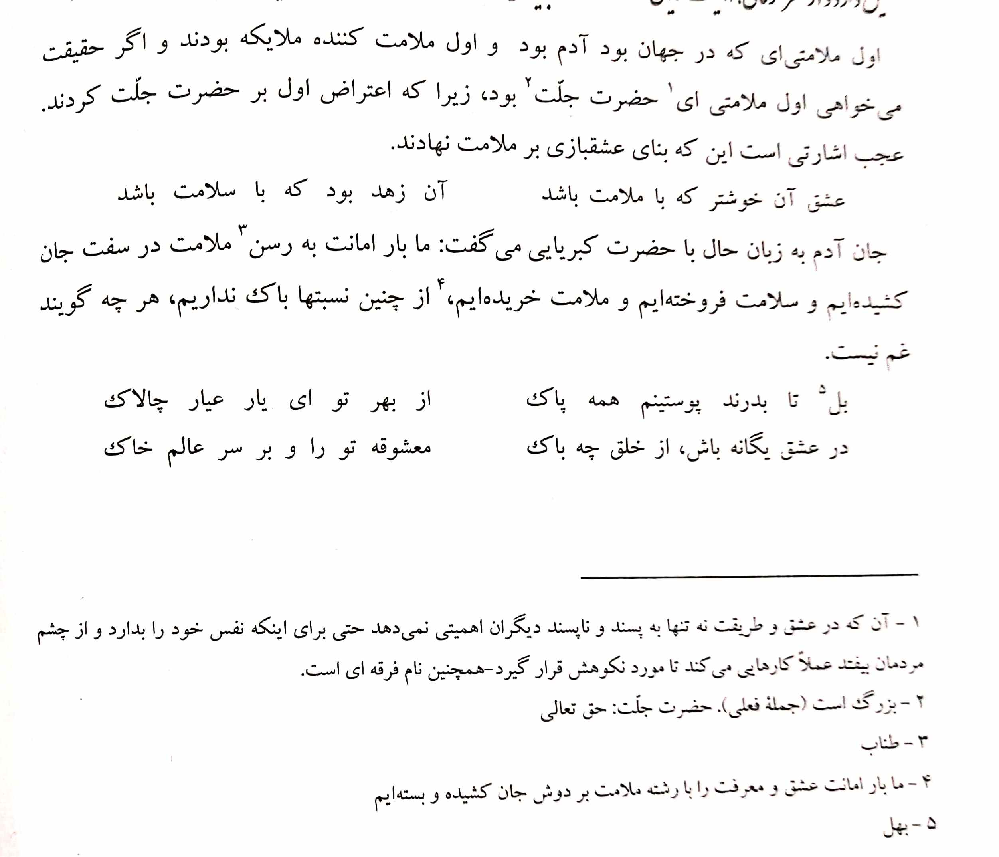 اول ملامتی‌ای که در جهان بود آدم بود و اول ملامت کننده ملایکه بودند و اگر حقیقت
می‌خواهی اول ملامتی ای۱ حضرت جلّت۲ بود، زیرا که اعتراض اول بر حضرت جلّت کردند.
عجب اشارتی است این که بنای عشقبازی بر ملامت نهادند.
عشق آن خوشتر که با ملامت باشد آن زهد بود که با سلامت باشد
جان آدم به زبان حال با حضرت کبریایی می‌گفت: ما بار امانت به رسن۳ ملامت در سفت جان
کشیده‌ایم و سلامت فروخته‌ایم و ملامت خریده‌ایم،۴ از چنین نسبتها باک نداریم، هر چه گویند
غم نیست.
بل۵ تا بدرند پوستینم همه پاک از بهر تو ای یار عیار چالاک
در عشق یگانه باش، از خلق چه باک معشوقه تو را و بر سر عالم خاک
۱ - آن که در عشق و طریقت نه تنها به پسند و ناپسند دیگران اهمیتی نمی‌دهد حتی برای اینکه نفس خود را بدارد و از چشم
مردمان بیفتد عملاً کارهایی می‌کند تا مورد نکوهش قرار گیرد-همچنین نام فرقه ای است.
۲ - بزرگ است (جملهٔ فعلی). حضرت جلّت: حق تعالی
۳ - طناب
۴ - ما بار امانت عشق و معرفت را با رشته ملامت بر دوش جان کشیده و بسته‌ایم
۵ - بهل